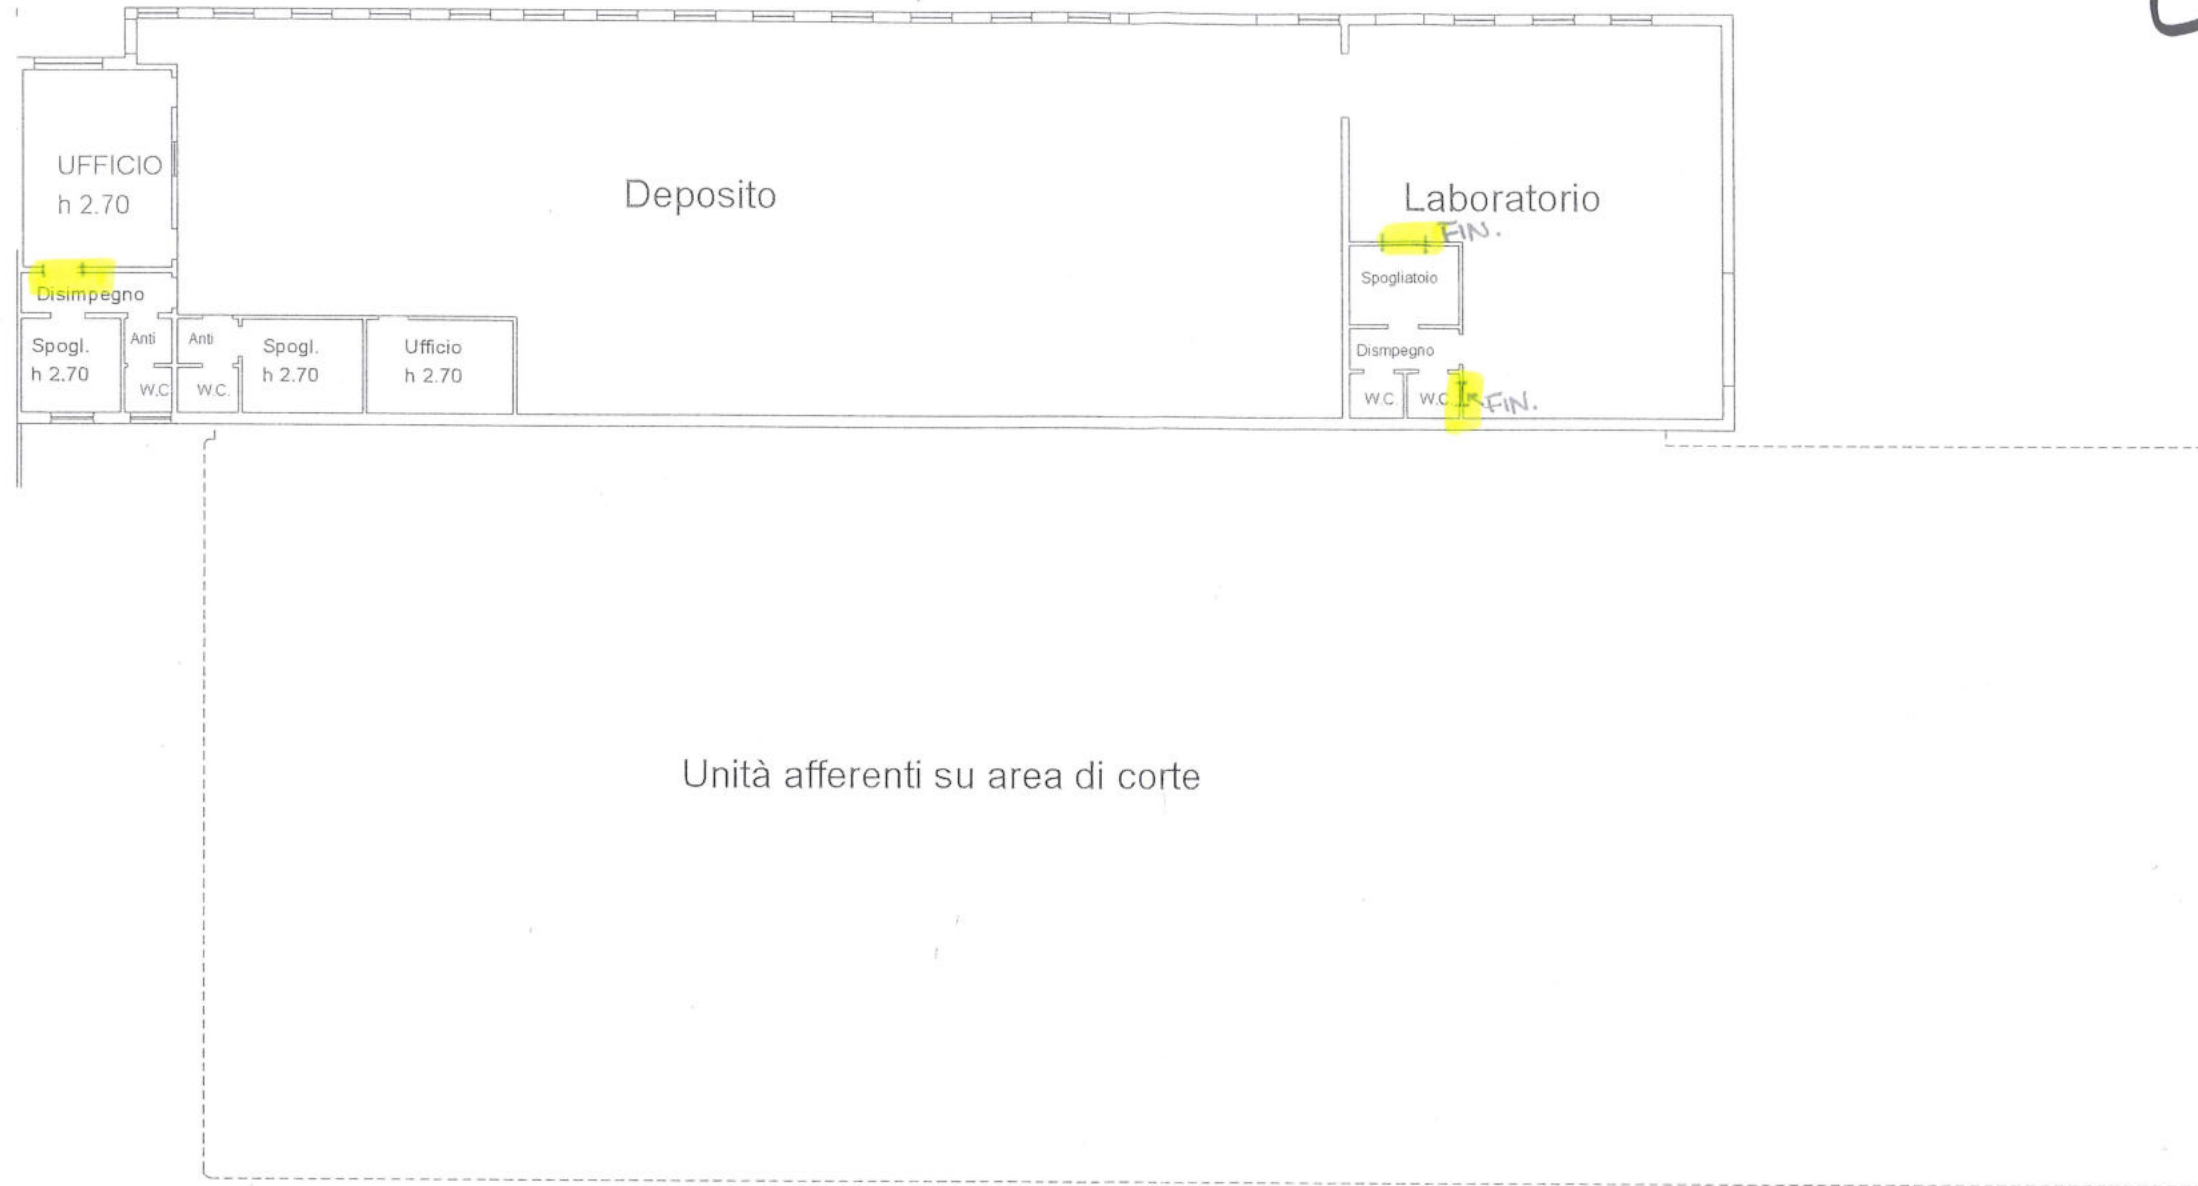 UFFICIO
h 2.70
Deposito
Laboratorio
FIN.
Spogliatoio
Disimpegno
Spogl.
h 2.70
Anti
W.C
Anti
W.C.
Spogl.
h 2.70
Ufficio
h 2.70
Dismpegno
W.C.
W.C
FIN.
Unità afferenti su area di corte